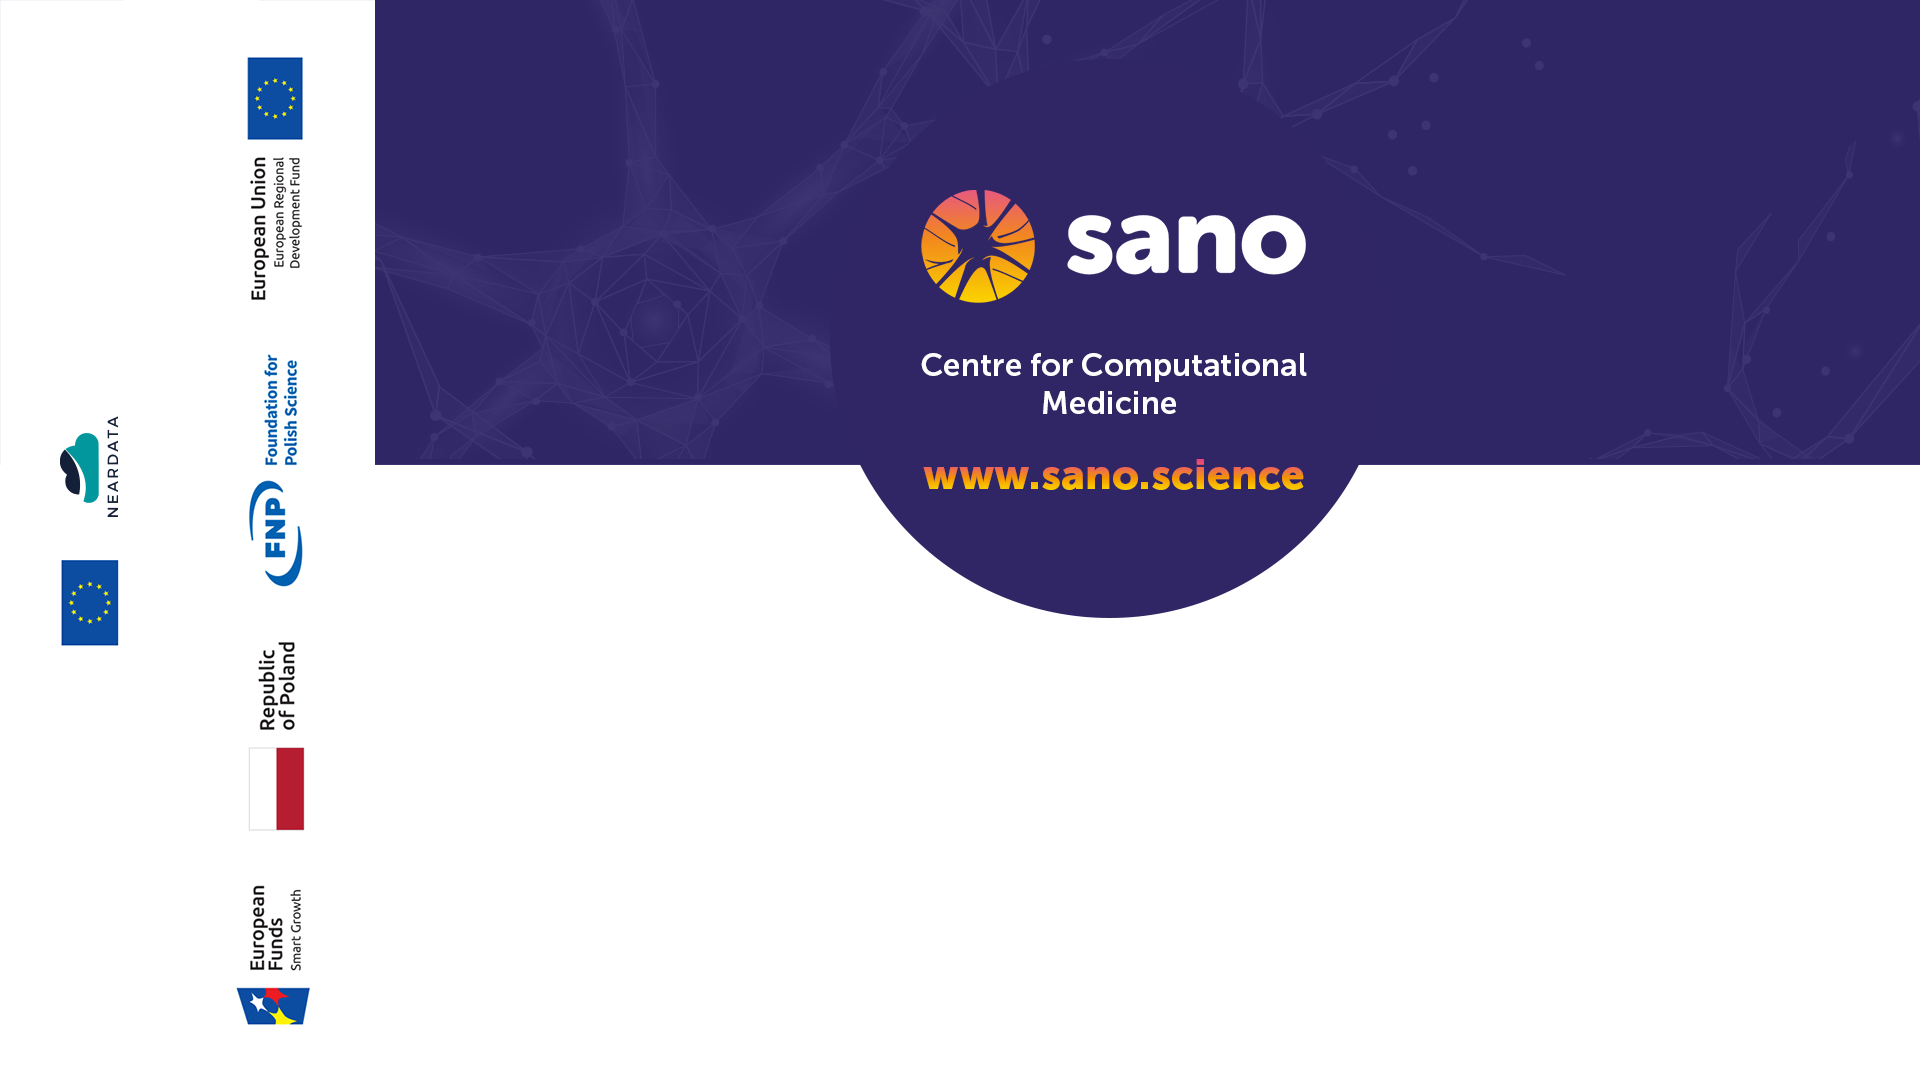 NEARDATA
European Funds
Smart Growth
Republic
of Poland
FNP
Foundation for
Polish Science
European Union
European Regional
Development Fund
sano
Centre for Computational
Medicine
www.sano.science